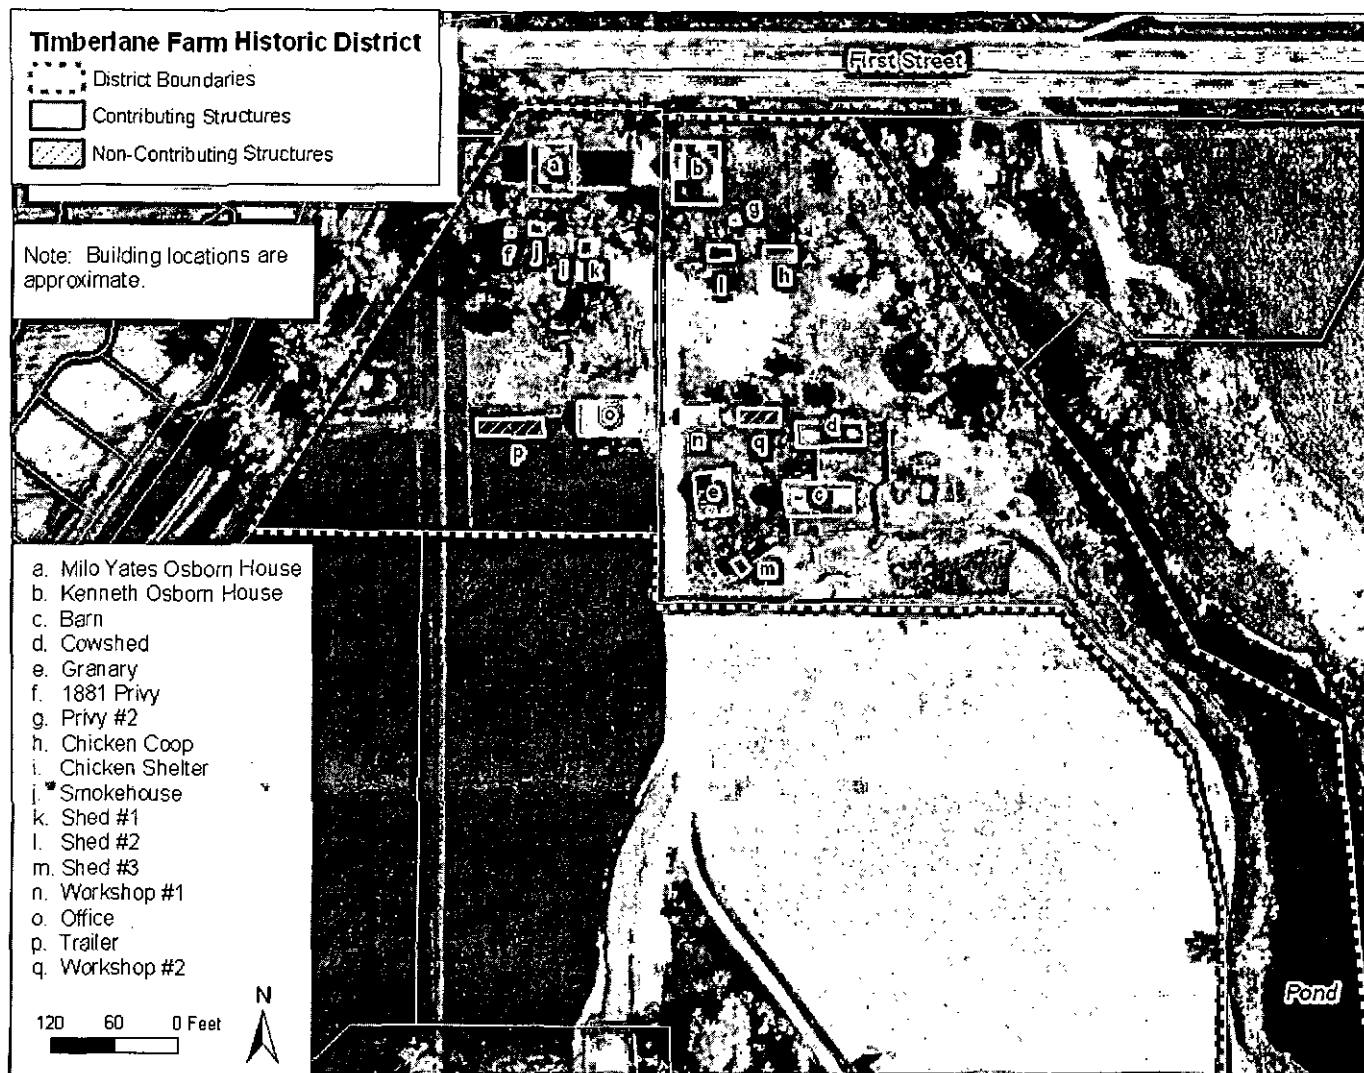 Timberlane Farm Historic District
District Boundaries
Contributing Structures
Non-Contributing Structures
Note: Building locations are
approximate.
First Street
a
b
g
f
j
i
k
l
h
o
p
n
q
d
e
c
m
a. Milo Yates Osborn House
b. Kenneth Osborn House
c. Barn
d. Cowshed
e. Granary
f. 1881 Privy
g. Privy #2
h. Chicken Coop
i. Chicken Shelter
j. Smokehouse
k. Shed #1
l. Shed #2
m. Shed #3
n. Workshop #1
o. Office
p. Trailer
q. Workshop #2
N
120 60 0 Feet
Pond